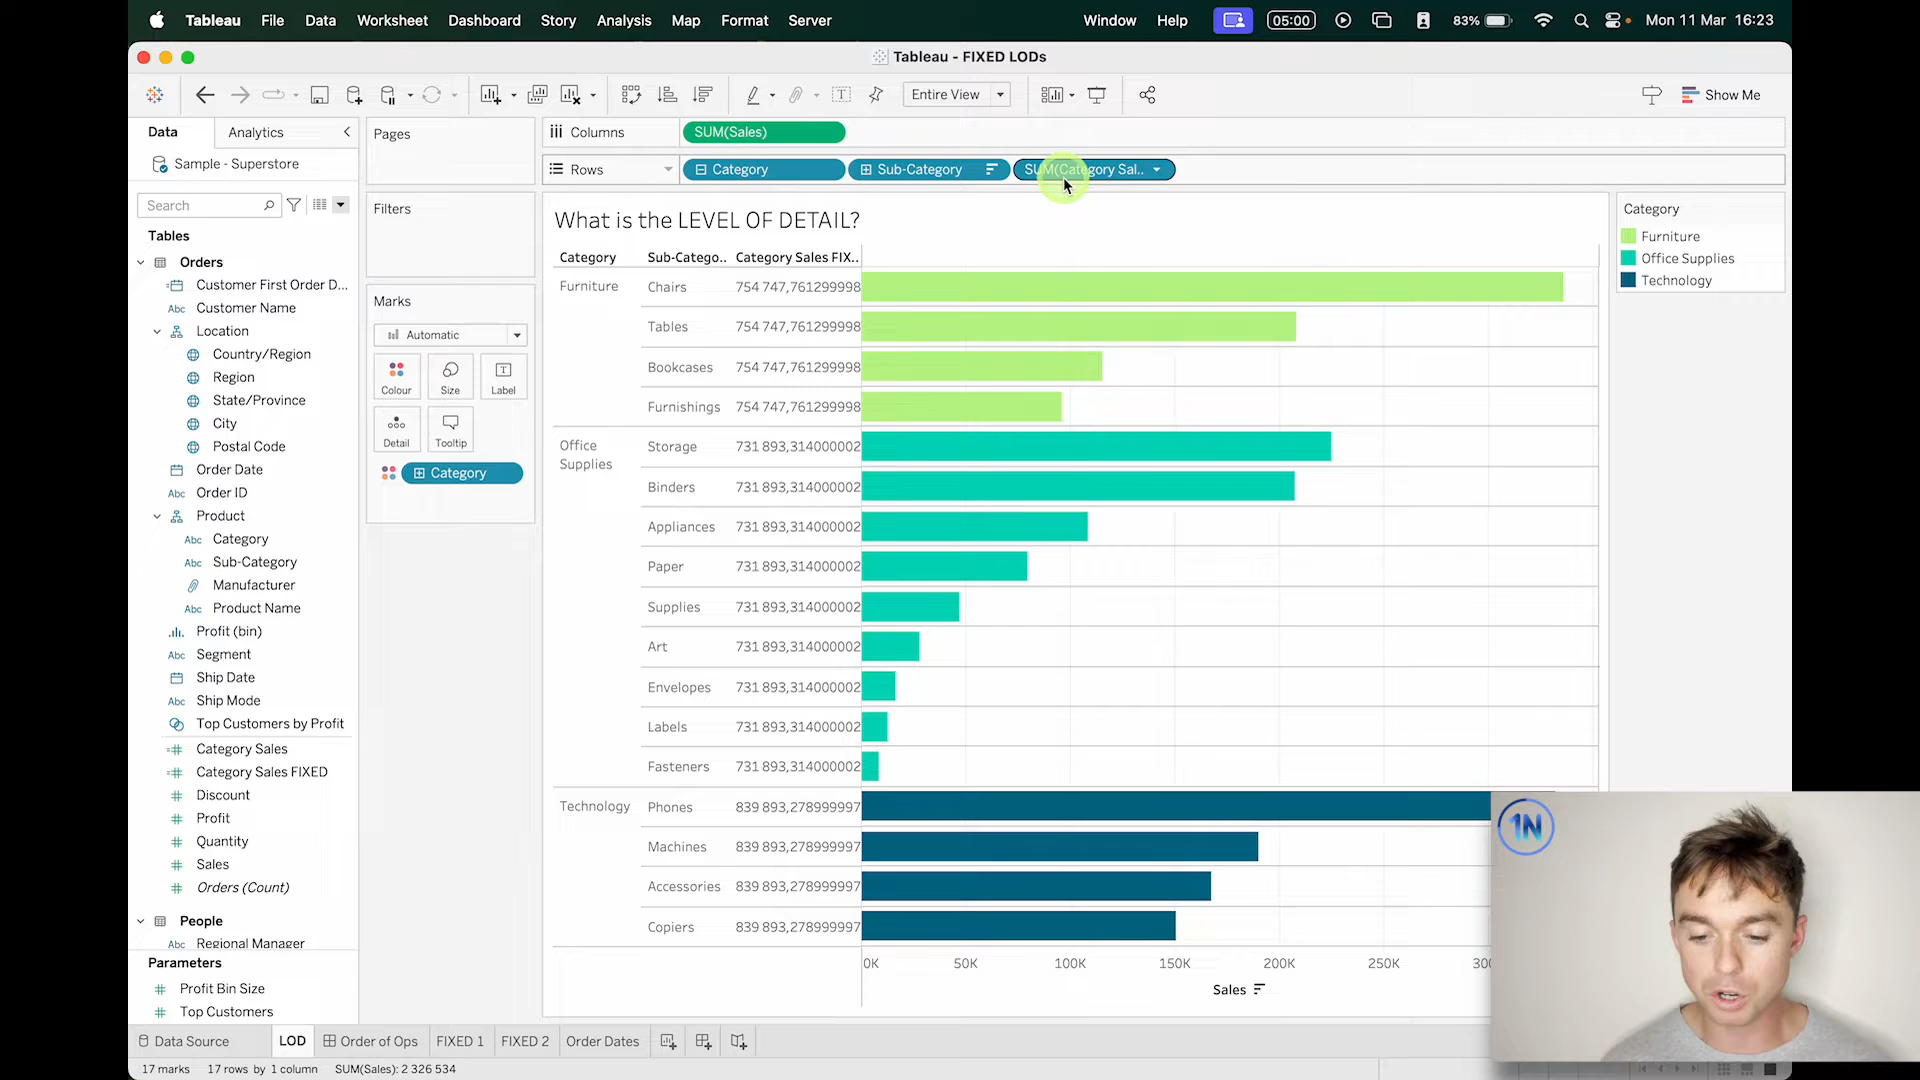 Tableau File Data Worksheet Dashboard Story Analysis Map Format Server Window Help 05:00 83% Mon 11 Mar 16:23
Tableau - FIXED LODs
Entire View
Show Me
Data Analytics
Sample - Superstore
Search
Tables
Orders
Customer First Order D...
Customer Name
Location
Country/Region
Region
State/Province
City
Postal Code
Order Date
Order ID
Product
Category
Sub-Category
Manufacturer
Product Name
Profit (bin)
Segment
Ship Date
Ship Mode
Top Customers by Profit
Category Sales
Category Sales FIXED
Discount
Profit
Quantity
Sales
Orders (Count)
People
Regional Manager
Parameters
Profit Bin Size
Top Customers
Pages
Filters
Marks
Automatic
Colour Size Label
Detail Tooltip
Category
Columns SUM(Sales)
Rows Category Sub-Category SUM(Category Sal..
What is the LEVEL OF DETAIL?
Category Sub-Catego.. Category Sales FIX..
Furniture Chairs 754 747,761299998
Tables 754 747,761299998
Bookcases 754 747,761299998
Furnishings 754 747,761299998
Office Supplies Storage 731 893,314000002
Binders 731 893,314000002
Appliances 731 893,314000002
Paper 731 893,314000002
Supplies 731 893,314000002
Art 731 893,314000002
Envelopes 731 893,314000002
Labels 731 893,314000002
Fasteners 731 893,314000002
Technology Phones 839 893,278999997
Machines 839 893,278999997
Accessories 839 893,278999997
Copiers 839 893,278999997
0K 50K 100K 150K 200K 250K
Sales
Category
Furniture
Office Supplies
Technology
1N
Data Source LOD Order of Ops FIXED 1 FIXED 2 Order Dates
17 marks 17 rows by 1 column SUM(Sales): 2 326 534